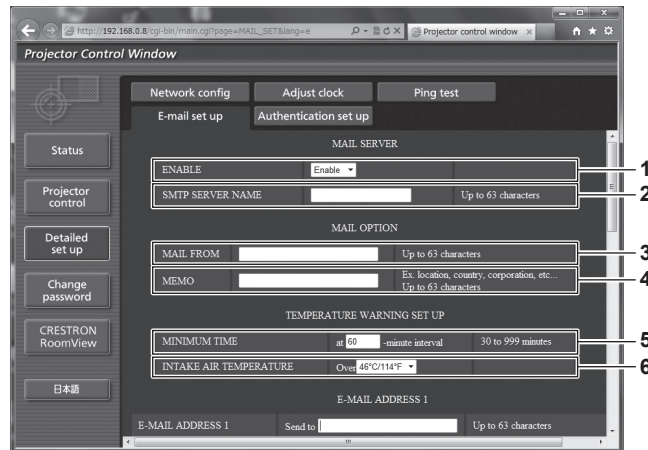 http://192.168.0.8/cgi-bin/main.cgi?page=MAIL_SET&lang=e
Projector control window
Projector Control Window
Network config
Adjust clock
Ping test
E-mail set up
Authentication set up
Status
Projector control
Detailed set up
Change password
CRESTRON RoomView
日本語
MAIL SERVER
ENABLE Enable 1
SMTP SERVER NAME Up to 63 characters 2
MAIL OPTION
MAIL FROM Up to 63 characters 3
MEMO Ex. location, country, corporation, etc... 4
Up to 63 characters
TEMPERATURE WARNING SET UP
MINIMUM TIME at 60 -minute interval 30 to 999 minutes 5
INTAKE AIR TEMPERATURE Over 46°C/114°F 6
E-MAIL ADDRESS 1
E-MAIL ADDRESS 1 Send to Up to 63 characters